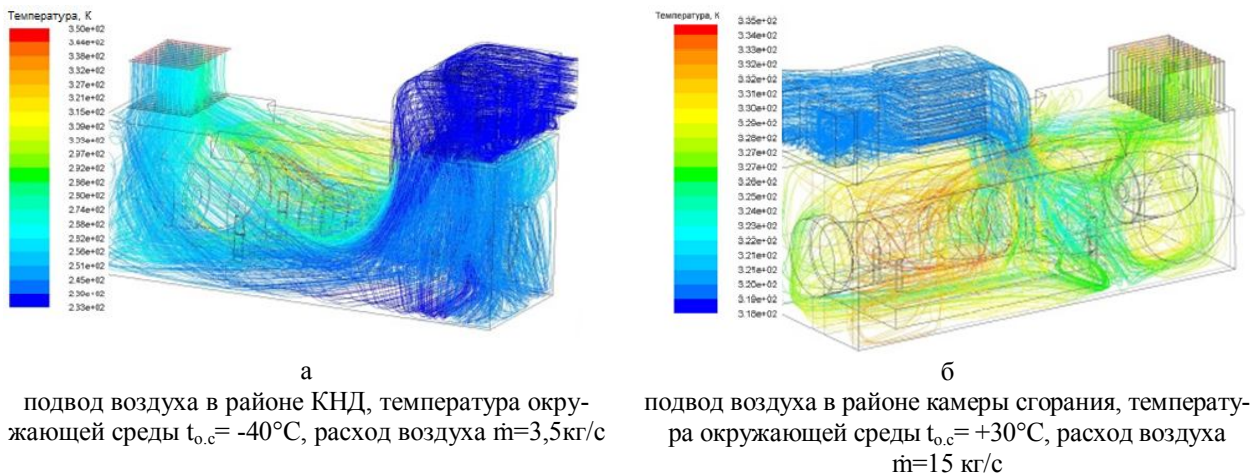 Температура, К
3.50e+02
3.44e+02
3.38e+02
3.32e+02
3.27e+02
3.21e+02
3.15e+02
3.09e+02
3.03e+02
2.97e+02
2.92e+02
2.86e+02
2.80e+02
2.74e+02
2.68e+02
2.62e+02
2.56e+02
2.51e+02
2.45e+02
2.39e+02
2.33e+02
а
подвод воздуха в районе КНД, температура окру-
жающей среды tо.с= -40°С, расход воздуха ṁ=3,5кг/с
Температура, К
3.35e+02
3.34e+02
3.33e+02
3.32e+02
3.32e+02
3.31e+02
3.30e+02
3.29e+02
3.28e+02
3.27e+02
3.27e+02
3.26e+02
3.25e+02
3.24e+02
3.23e+02
3.22e+02
3.21e+02
3.21e+02
3.20e+02
3.19e+02
3.18e+02
б
подвод воздуха в районе камеры сгорания, температу-
ра окружающей среды tо.с= +30°С, расход воздуха
ṁ=15 кг/с